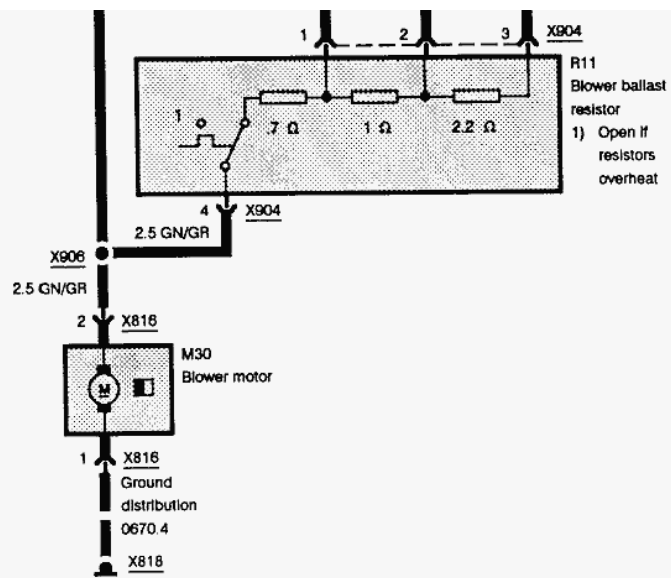 1 2 3 X904
R11
Blower ballast
resistor
1) Open if
resistors
overheat
1
.7 Ω 1 Ω 2.2 Ω
4 X904
2.5 GN/GR
X906
2.5 GN/GR
2 X816
M30
Blower motor
M
1 X816
Ground
distribution
0670.4
X818